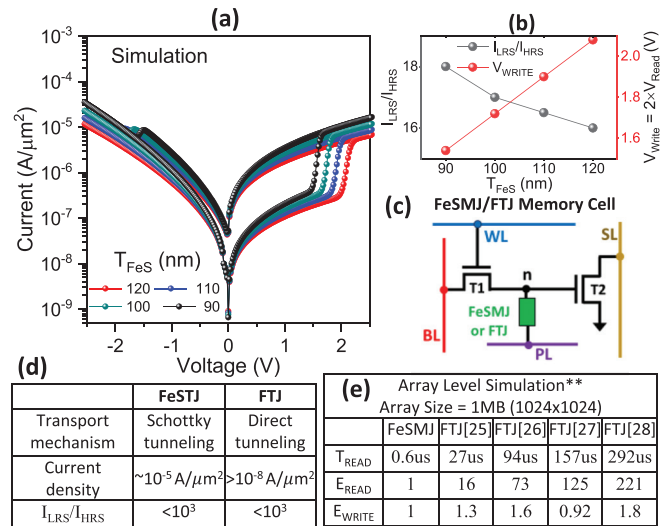 (a)
Simulation
Current (A/μm²)
10⁻³
10⁻⁴
10⁻⁵
10⁻⁶
10⁻⁷
10⁻⁸
10⁻⁹
T_FeS (nm)
120 110
100 90
-2 -1 0 1 2
Voltage (V)
(b)
I_LRS/I_HRS
V_WRITE
I_LRS/I_HRS
18
16
2.0
1.8
1.6
V_Write = 2×V_Read (V)
90 100 110 120
T_FeS (nm)
(c) FeSMJ/FTJ Memory Cell
WL
SL
T1
n
T2
FeSMJ
or FTJ
BL
PL
(d)
FeSTJ FTJ
Transport mechanism Schottky tunneling Direct tunneling
Current density ~10⁻⁵ A/μm² >10⁻⁸ A/μm²
I_LRS/I_HRS <10³ <10³
(e) Array Level Simulation**
Array Size = 1MB (1024x1024)
FeSMJ FTJ[25] FTJ[26] FTJ[27] FTJ[28]
T_READ 0.6us 27us 94us 157us 292us
E_READ 1 16 73 125 221
E_WRITE 1 1.3 1.6 0.92 1.8